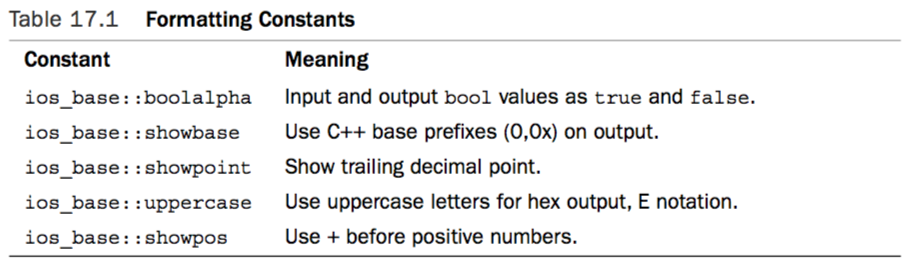 Table 17.1 Formatting Constants
Constant Meaning
ios_base::boolalpha Input and output bool values as true and false.
ios_base::showbase Use C++ base prefixes (0,0x) on output.
ios_base::showpoint Show trailing decimal point.
ios_base::uppercase Use uppercase letters for hex output, E notation.
ios_base::showpos Use + before positive numbers.